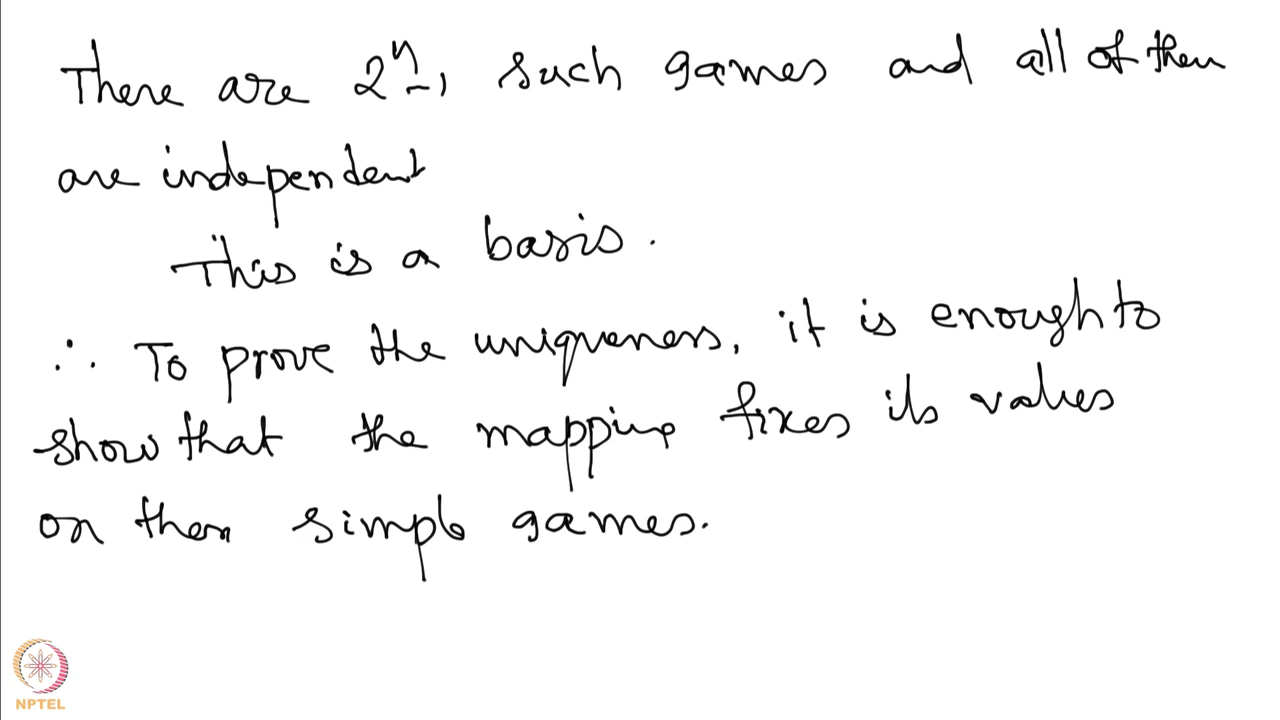 There are 2ⁿ-1 such games and all of them
are independent
This is a basis.
∴ To prove the uniqueness, it is enough to
show that the mapping fixes its values
on them simple games.
NPTEL